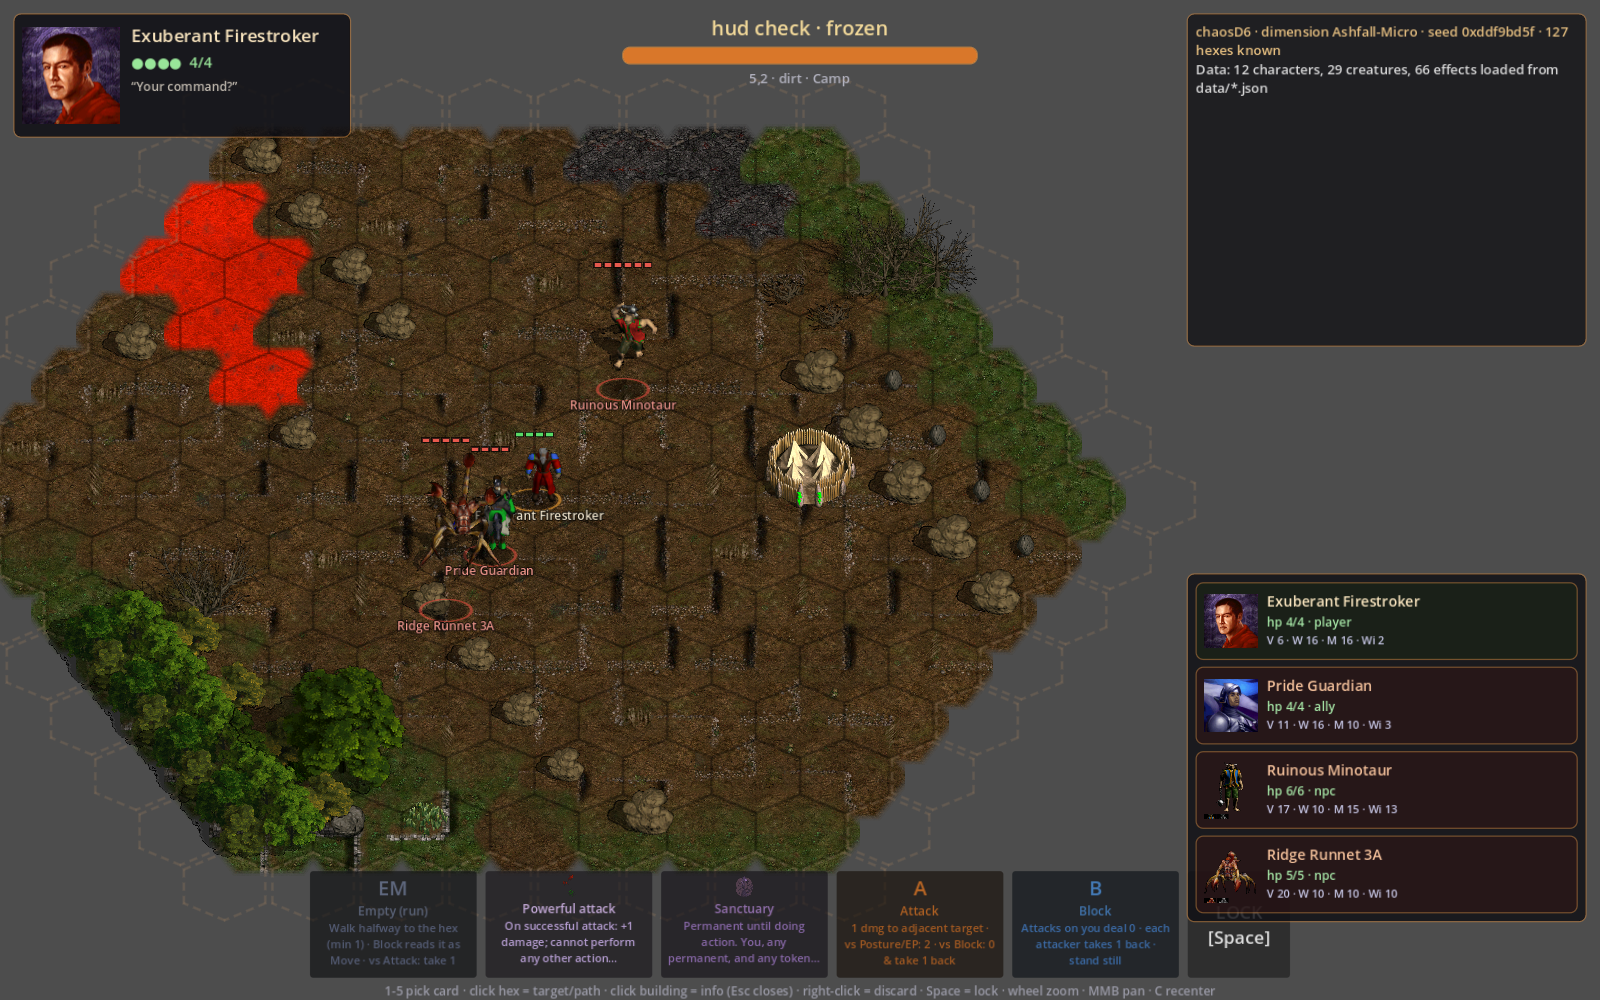 Exuberant Firestroker
4/4
“Your command?”
hud check · frozen
5,2 · dirt · Camp
chaosD6 · dimension Ashfall-Micro · seed 0xddf9bd5f · 127
hexes known
Data: 12 characters, 29 creatures, 66 effects loaded from
data/*.json
Ruinous Minotaur
ant Firestroker
Pride Guardian
Ridge Runnet 3A
Exuberant Firestroker
hp 4/4 · player
V 6 · W 16 · M 16 · Wi 2
Pride Guardian
hp 4/4 · ally
V 11 · W 16 · M 10 · Wi 3
Ruinous Minotaur
hp 6/6 · npc
V 17 · W 10 · M 15 · Wi 13
Ridge Runnet 3A
hp 5/5 · npc
V 20 · W 10 · M 10 · Wi 10
EM
Empty (run)
Walk halfway to the hex
(min 1) · Block reads it as
Move · vs Attack: take 1
Powerful attack
On successful attack: +1
damage; cannot perform
any other action...
Sanctuary
Permanent until doing
action. You, any
permanent, and any token...
A
Attack
1 dmg to adjacent target ·
vs Posture/EP: 2 · vs Block: 0
& take 1 back
B
Block
Attacks on you deal 0 · each
attacker takes 1 back ·
stand still
LOCK
[Space]
1-5 pick card · click hex = target/path · click building = info (Esc closes) · right-click = discard · Space = lock · wheel zoom · MMB pan · C recenter